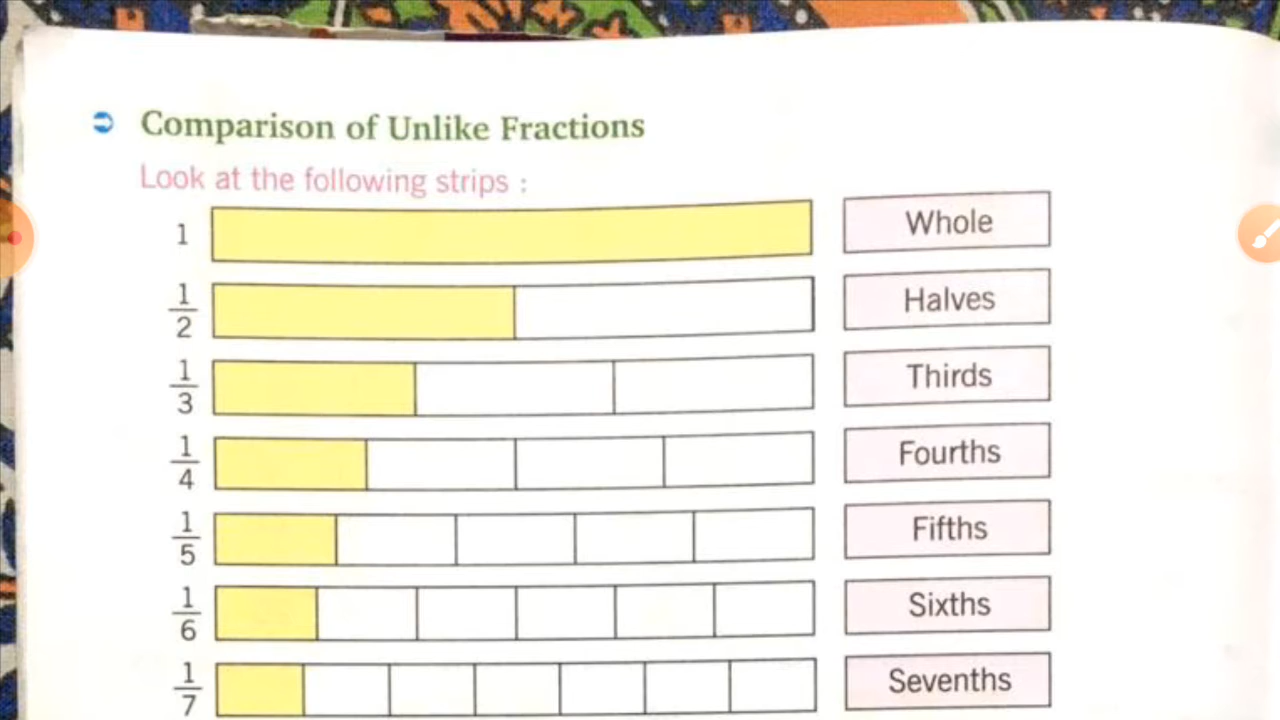 Comparison of Unlike Fractions
Look at the following strips :
1 Whole
1/2 Halves
1/3 Thirds
1/4 Fourths
1/5 Fifths
1/6 Sixths
1/7 Sevenths